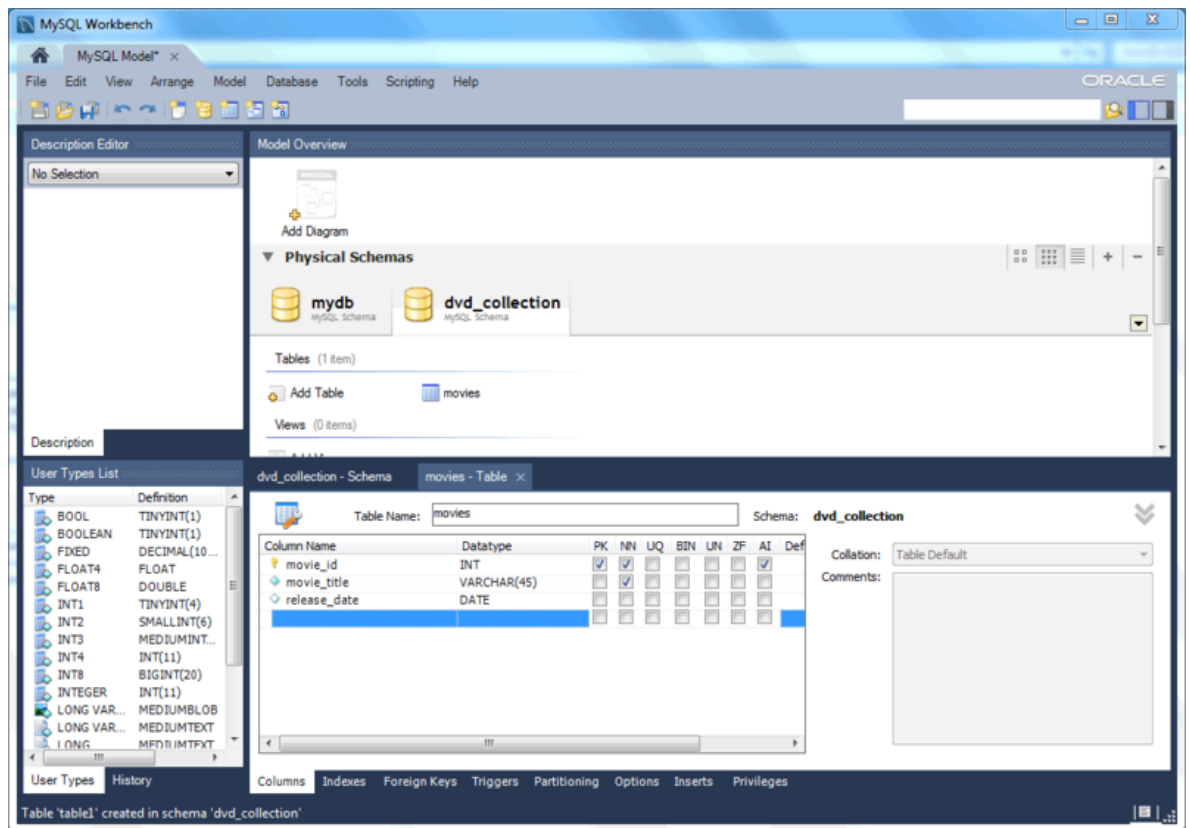 MySQL Workbench
MySQL Model* ×
File Edit View Arrange Model Database Tools Scripting Help
ORACLE
Description Editor
No Selection
Description
Model Overview
PHYSICAL
Add Diagram
Physical Schemas
mydb
MySQL Schema
dvd_collection
MySQL Schema
Tables (1 item)
Add Table
movies
Views (0 items)
User Types List
Type Definition
BOOL TINYINT(1)
BOOLEAN TINYINT(1)
FIXED DECIMAL(10...
FLOAT4 FLOAT
FLOAT8 DOUBLE
INT1 TINYINT(4)
INT2 SMALLINT(6)
INT3 MEDIUMINT...
INT4 INT(11)
INT8 BIGINT(20)
INTEGER INT(11)
LONG VAR... MEDIUMBLOB
LONG VAR... MEDIUMTEXT
LONG MEDIUMTEXT
User Types History
dvd_collection - Schema movies - Table ×
Table Name: movies Schema: dvd_collection
Column Name Datatype PK NN UQ BIN UN ZF AI Def
movie_id INT
movie_title VARCHAR(45)
release_date DATE
Collation: Table Default
Comments:
Columns Indexes Foreign Keys Triggers Partitioning Options Inserts Privileges
Table 'table1' created in schema 'dvd_collection'